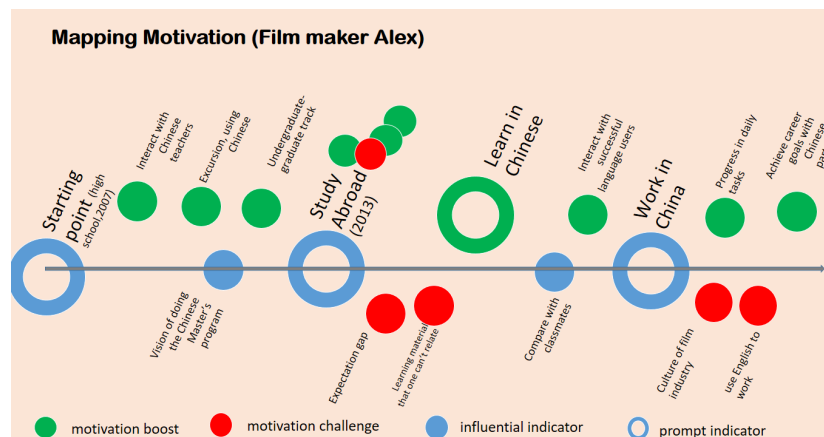 Mapping Motivation (Film maker Alex)
Starting
point (high
school,2007)
Interact with
Chinese
teachers
Excursion, using
Chinese
Undergraduate-
graduate track
Study
Abroad
(2013)
Learn in
Chinese
Interact with
successful
language users
Work in
China
Progress in daily
tasks
Achieve career
goals with
Chinese
Vision of doing
the Chinese
Master's
program
Expectation gap
Learning material
that one can't relate
Compare with
classmates
Culture of film
industry
use English to
work
motivation boost
motivation challenge
influential indicator
prompt indicator